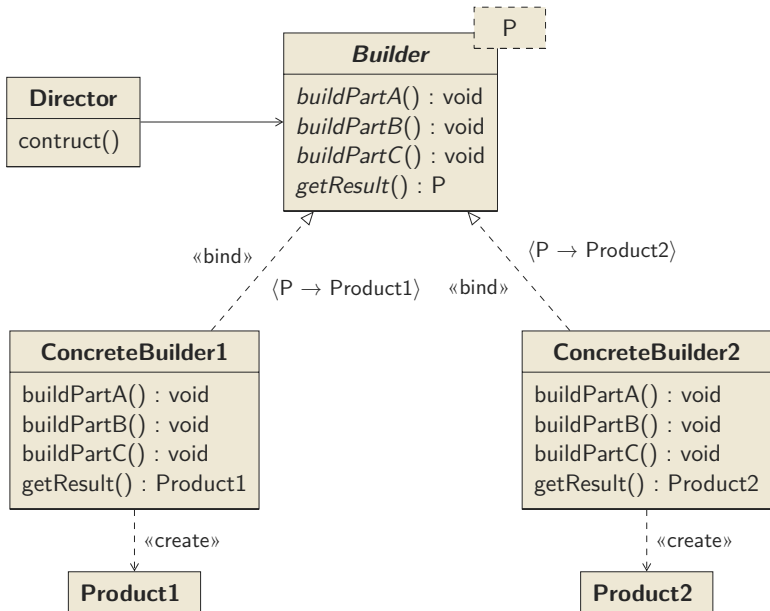 P
Builder
buildPartA() : void
buildPartB() : void
buildPartC() : void
getResult() : P
Director
contruct()
«bind»
⟨P → Product1⟩
⟨P → Product2⟩
«bind»
ConcreteBuilder1
buildPartA() : void
buildPartB() : void
buildPartC() : void
getResult() : Product1
ConcreteBuilder2
buildPartA() : void
buildPartB() : void
buildPartC() : void
getResult() : Product2
«create»
«create»
Product1
Product2